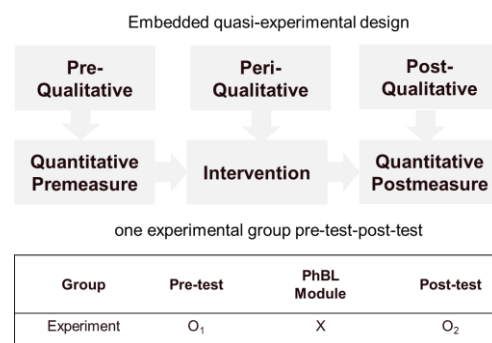 Embedded quasi-experimental design
Pre- Peri- Post-
Qualitative Qualitative Qualitative
Quantitative Intervention Quantitative
Premeasure Postmeasure
one experimental group pre-test-post-test
Group Pre-test PhBL Module Post-test
Experiment O₁ X O₂